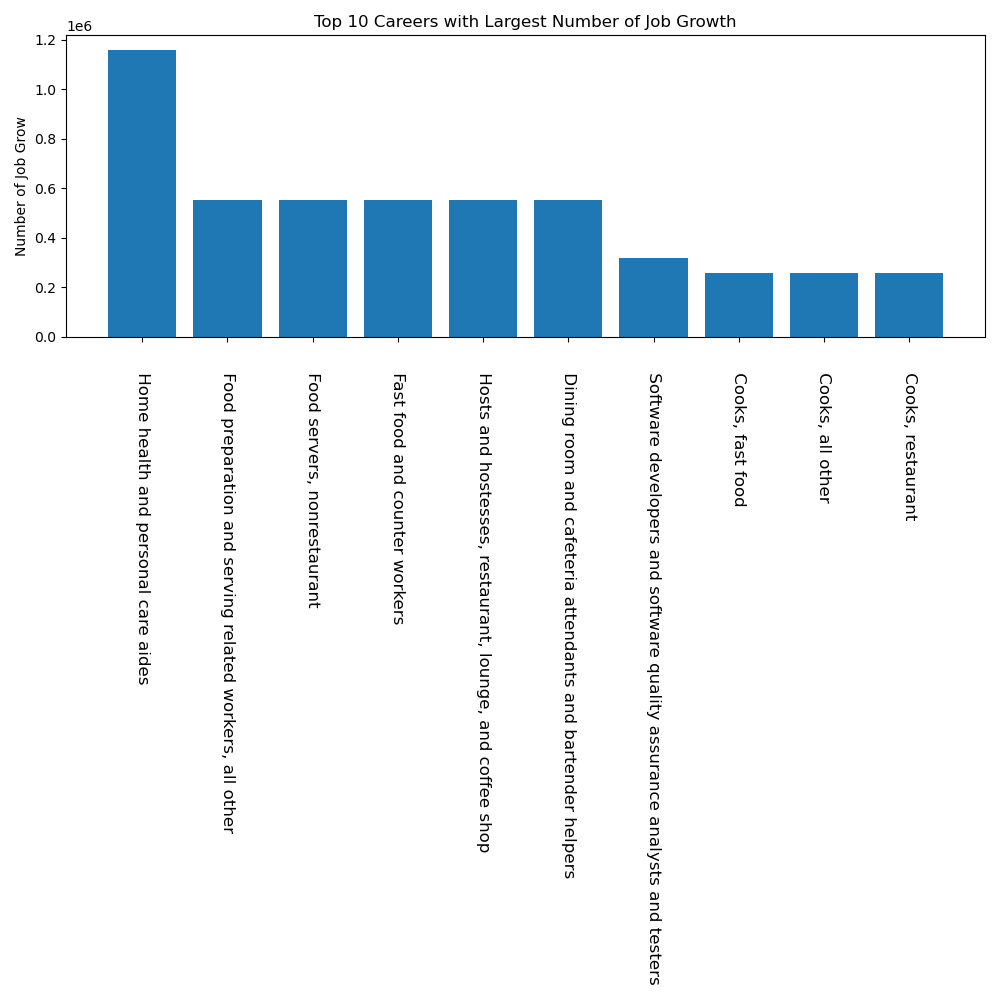 Top 10 Careers with Largest Number of Job Growth
1e6
1.2
1.0
0.8
0.6
0.4
0.2
0.0
Number of Job Grow
Home health and personal care aides
Food preparation and serving related workers, all other
Food servers, nonrestaurant
Fast food and counter workers
Hosts and hostesses, restaurant, lounge, and coffee shop
Dining room and cafeteria attendants and bartender helpers
Software developers and software quality assurance analysts and testers
Cooks, fast food
Cooks, all other
Cooks, restaurant